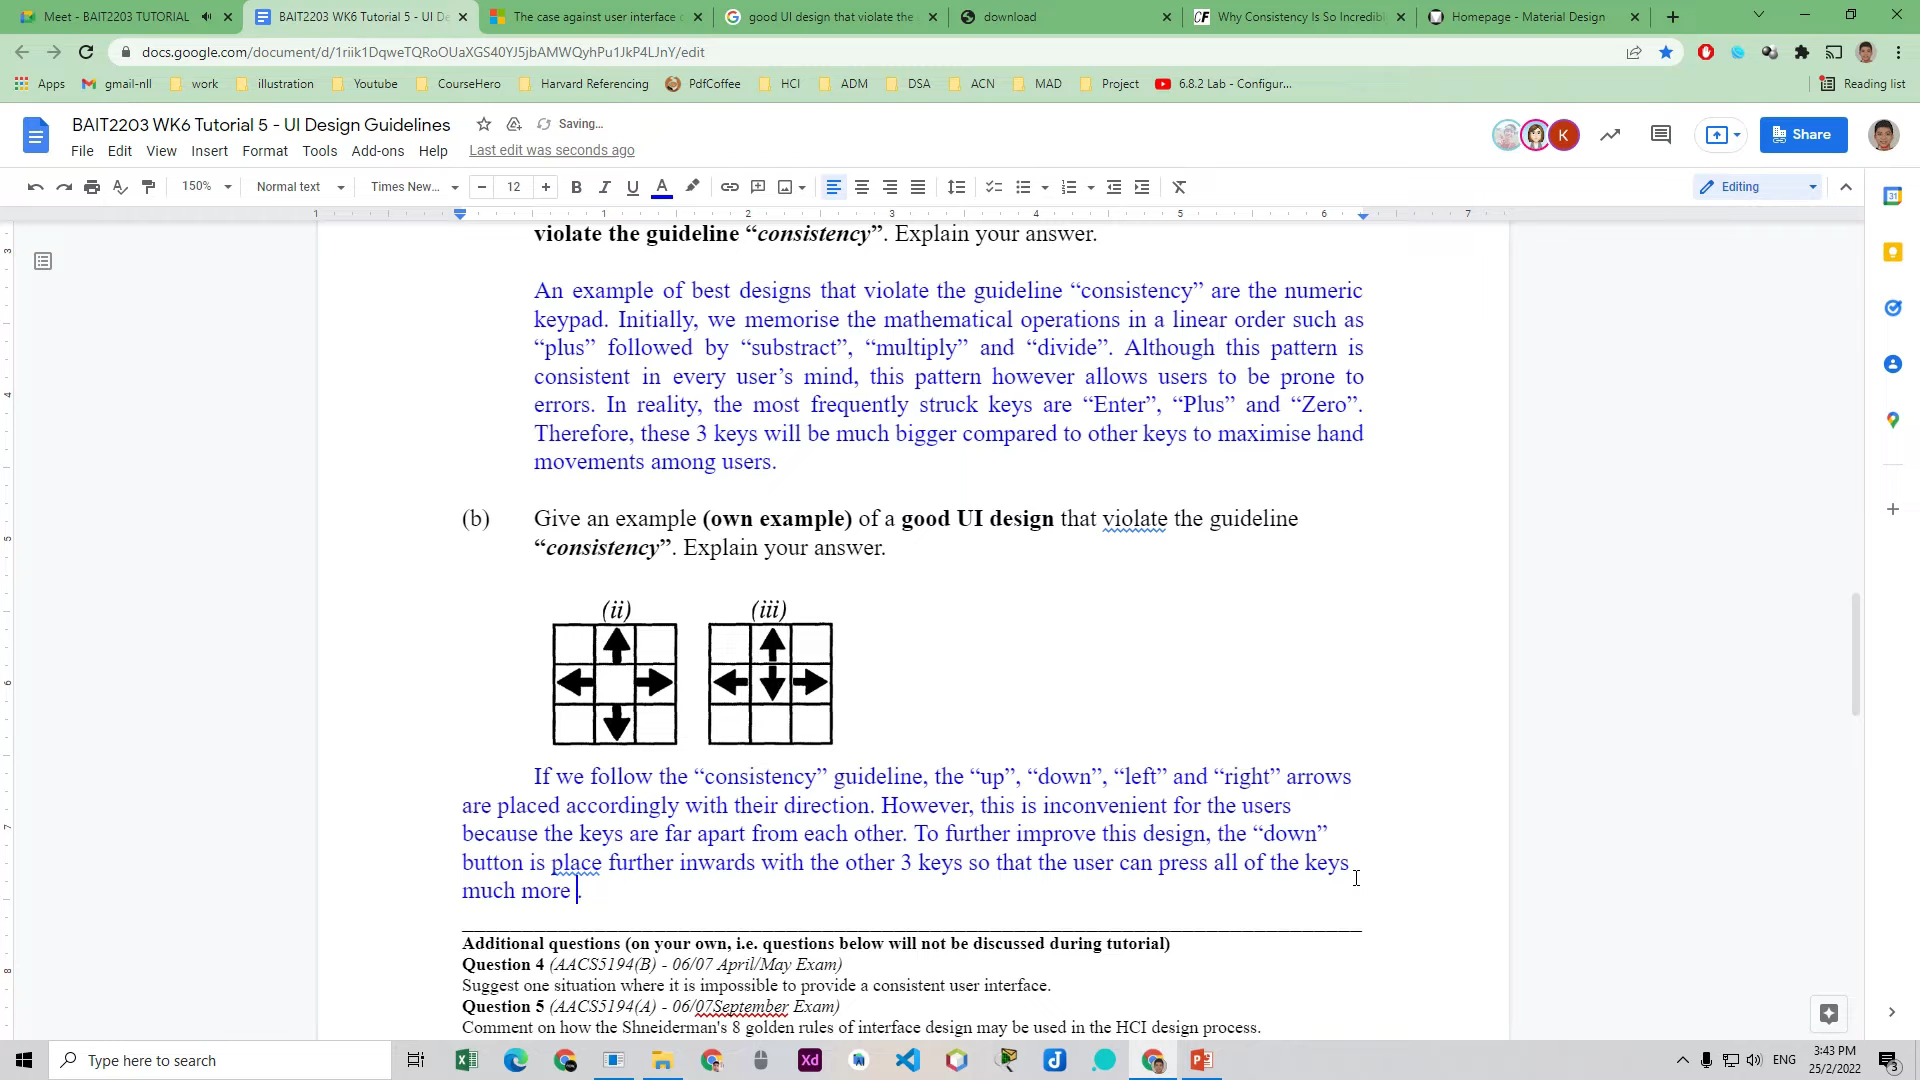 Meet - BAIT2203 TUTORIAL
BAIT2203 WK6 Tutorial 5 - UI De
The case against user interface c
good UI design that violate the
download
Why Consistency Is So Incredibl
Homepage - Material Design
docs.google.com/document/d/1riik1DqweTQRoOUaXGS40YJ5jbAMWQyhPu1JkP4LJnY/edit
Apps
gmail-nll
work
illustration
Youtube
CourseHero
Harvard Referencing
PdfCoffee
HCI
ADM
DSA
ACN
MAD
Project
6.8.2 Lab - Configur...
Reading list
BAIT2203 WK6 Tutorial 5 - UI Design Guidelines
Saving...
File Edit View Insert Format Tools Add-ons Help Last edit was seconds ago
K
Share
150% Normal text Times New... 12 Editing
1 1 2 3 4 5 6 7
violate the guideline “consistency”. Explain your answer.
An example of best designs that violate the guideline “consistency” are the numeric
keypad. Initially, we memorise the mathematical operations in a linear order such as
“plus” followed by “substract”, “multiply” and “divide”. Although this pattern is
consistent in every user’s mind, this pattern however allows users to be prone to
errors. In reality, the most frequently struck keys are “Enter”, “Plus” and “Zero”.
Therefore, these 3 keys will be much bigger compared to other keys to maximise hand
movements among users.
(b) Give an example (own example) of a good UI design that violate the guideline
“consistency”. Explain your answer.
(ii) (iii)
If we follow the “consistency” guideline, the “up”, “down”, “left” and “right” arrows
are placed accordingly with their direction. However, this is inconvenient for the users
because the keys are far apart from each other. To further improve this design, the “down”
button is place further inwards with the other 3 keys so that the user can press all of the keys
much more .
Additional questions (on your own, i.e. questions below will not be discussed during tutorial)
Question 4 (AACS5194(B) - 06/07 April/May Exam)
Suggest one situation where it is impossible to provide a consistent user interface.
Question 5 (AACS5194(A) - 06/07September Exam)
Comment on how the Shneiderman's 8 golden rules of interface design may be used in the HCI design process.
Type here to search
Xd
ENG
3:43 PM
25/2/2022
3